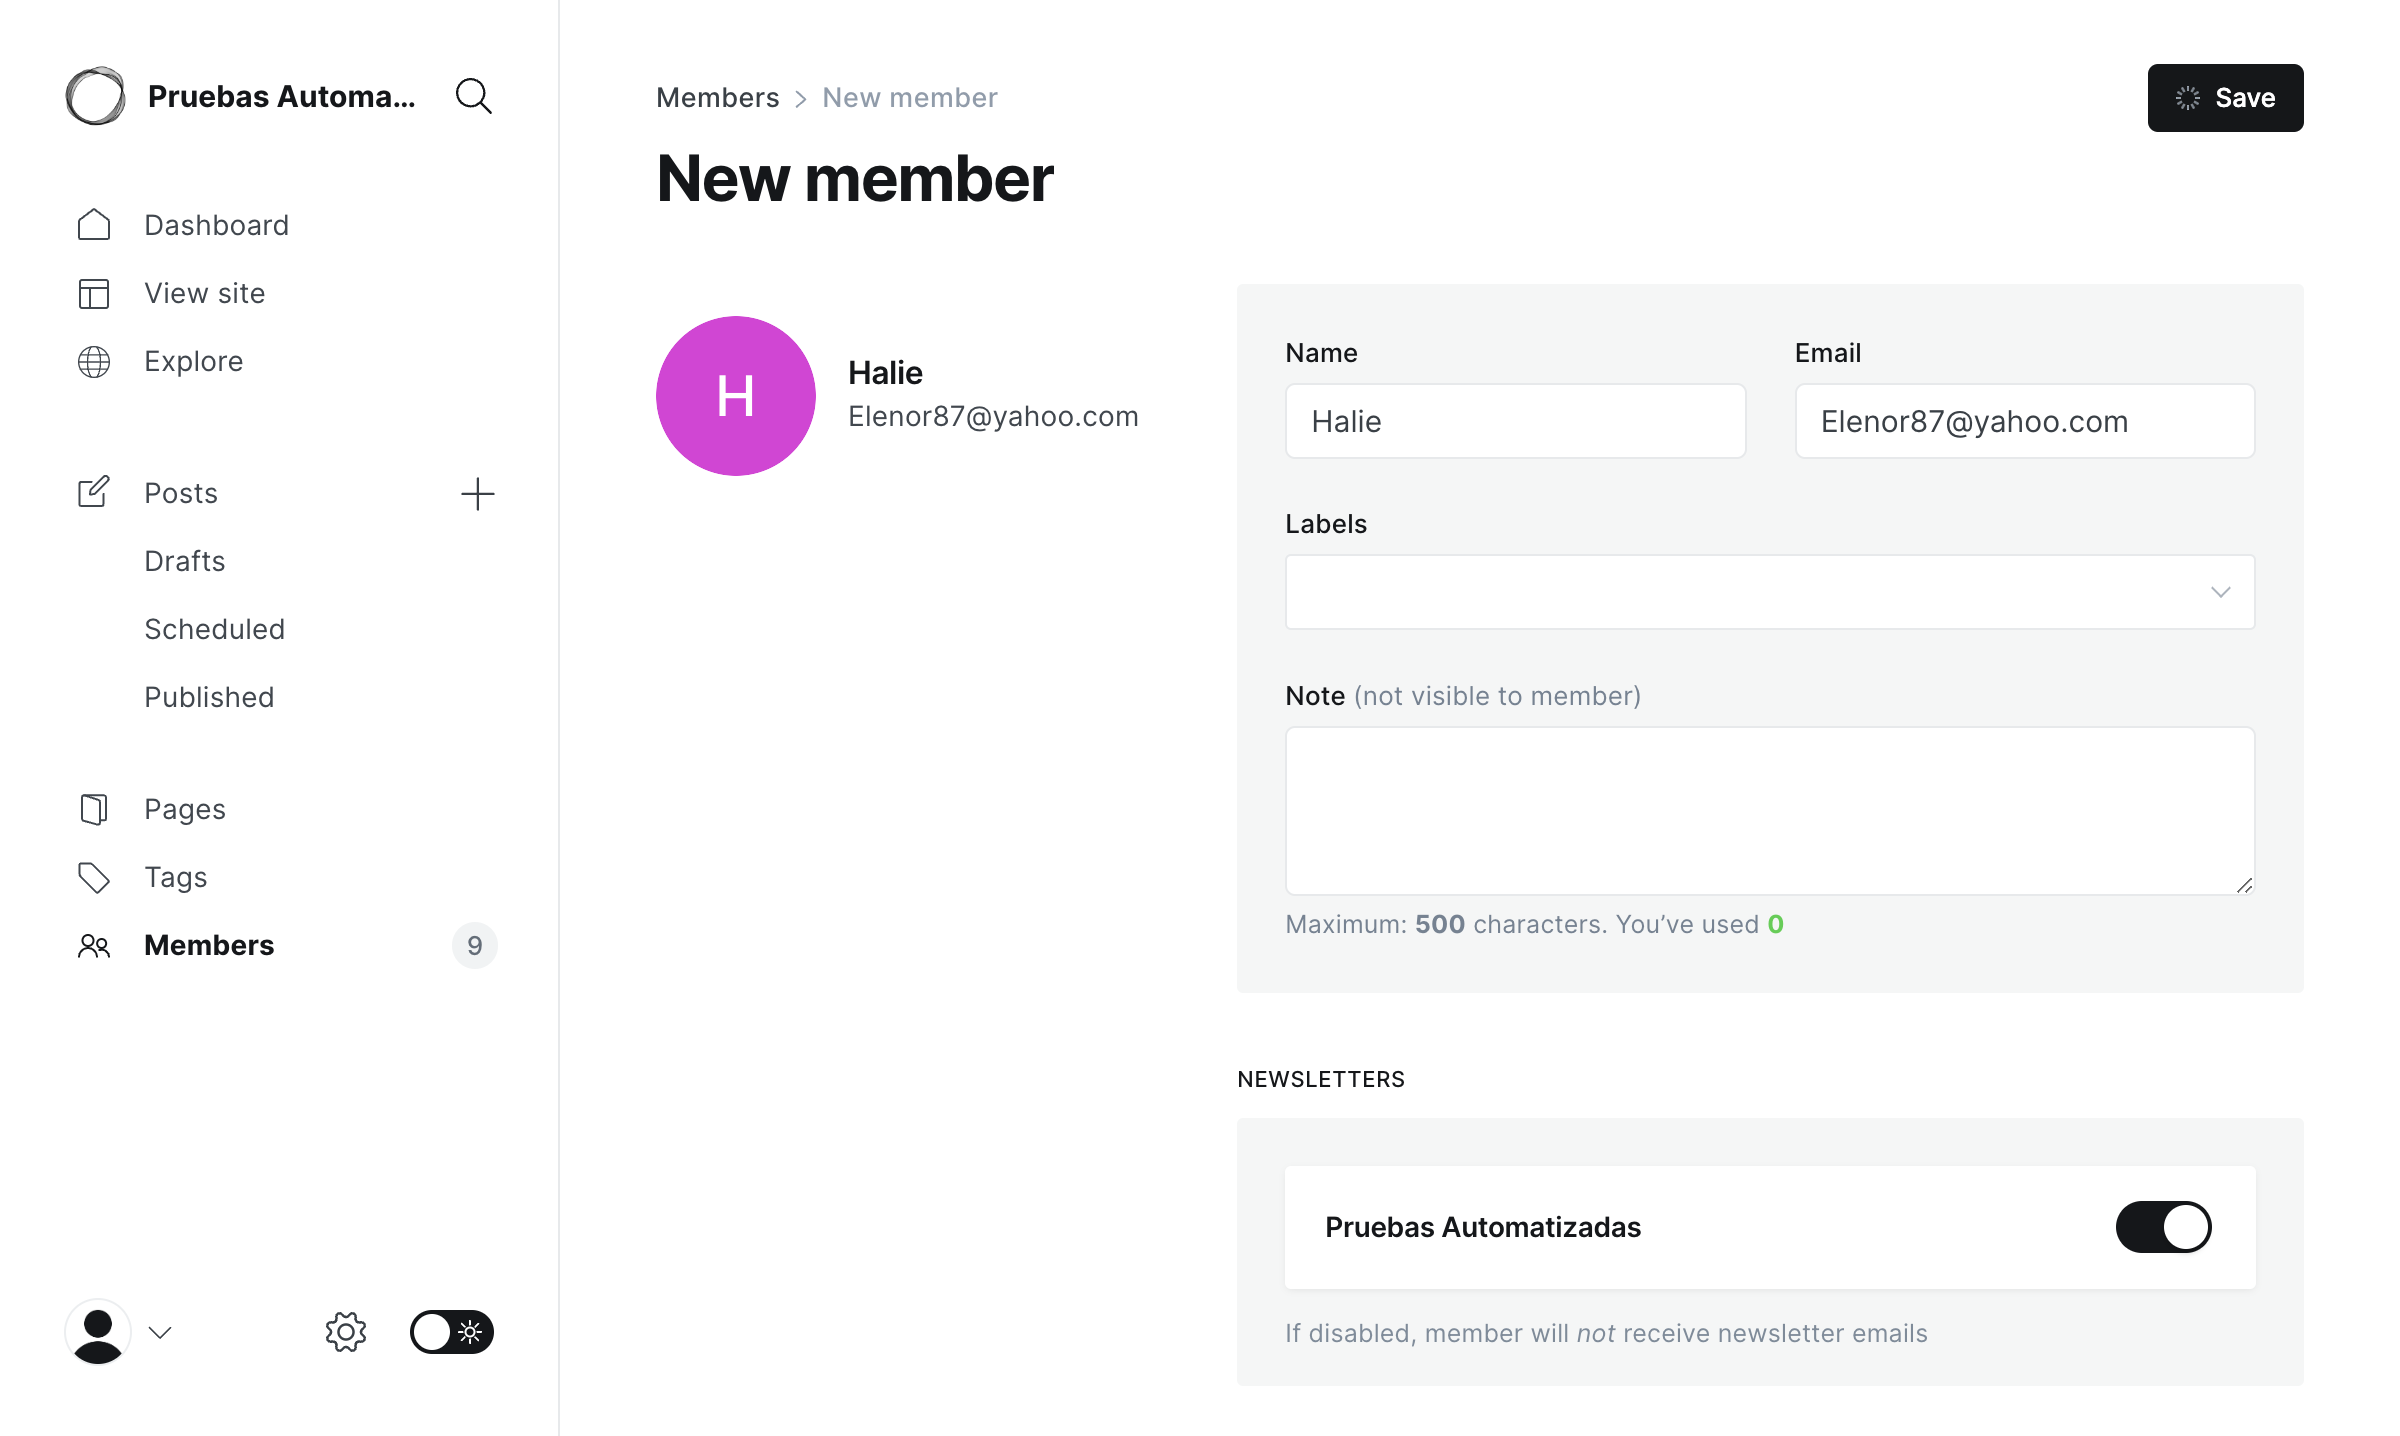 Pruebas Automa...
Dashboard
View site
Explore
Posts
Drafts
Scheduled
Published
Pages
Tags
Members
9
Members > New member
Save
New member
H
Halie
Elenor87@yahoo.com
Name
Email
Halie
Elenor87@yahoo.com
Labels
Note (not visible to member)
Maximum: 500 characters. You’ve used 0
NEWSLETTERS
Pruebas Automatizadas
If disabled, member will not receive newsletter emails